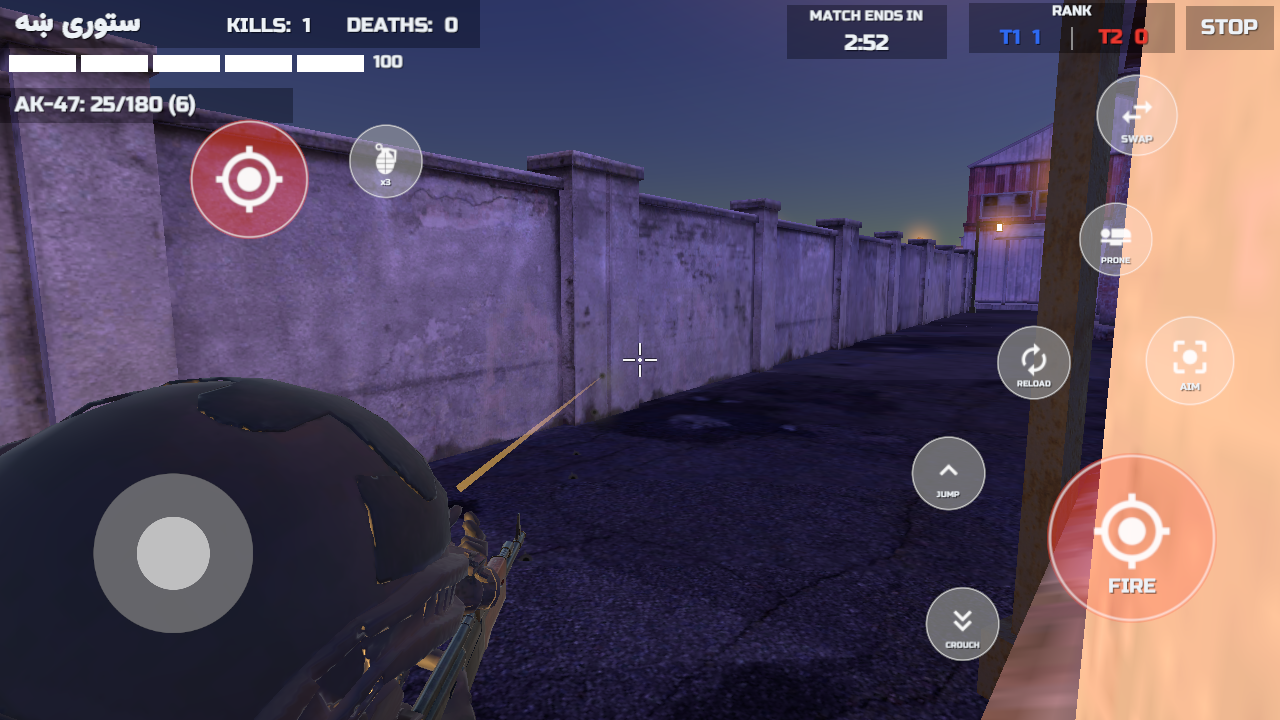 ستوری ښه
KILLS: 1 DEATHS: 0
100
AK-47: 25/180 (6)
x3
MATCH ENDS IN
2:52
RANK
T1 1 | T2 0
STOP
SWAP
PRONE
RELOAD
AIM
JUMP
FIRE
CROUCH